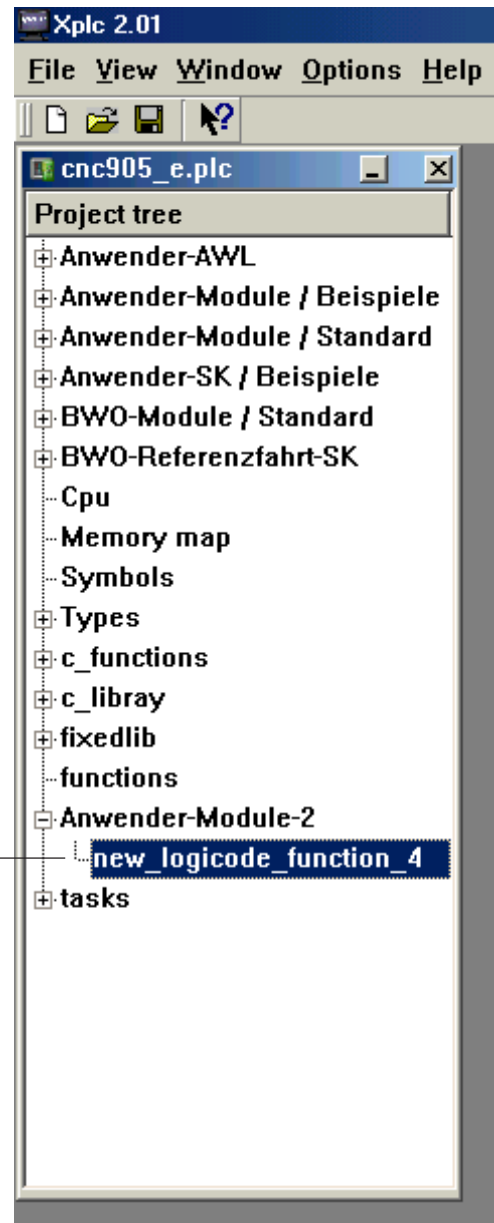 Xplc 2.01
File View Window Options Help
cnc905_e.plc
Project tree
Anwender-AWL
Anwender-Module / Beispiele
Anwender-Module / Standard
Anwender-SK / Beispiele
BWO-Module / Standard
BWO-Referenzfahrt-SK
Cpu
Memory map
Symbols
Types
c_functions
c_libray
fixedlib
functions
Anwender-Module-2
new_logicode_function_4
tasks